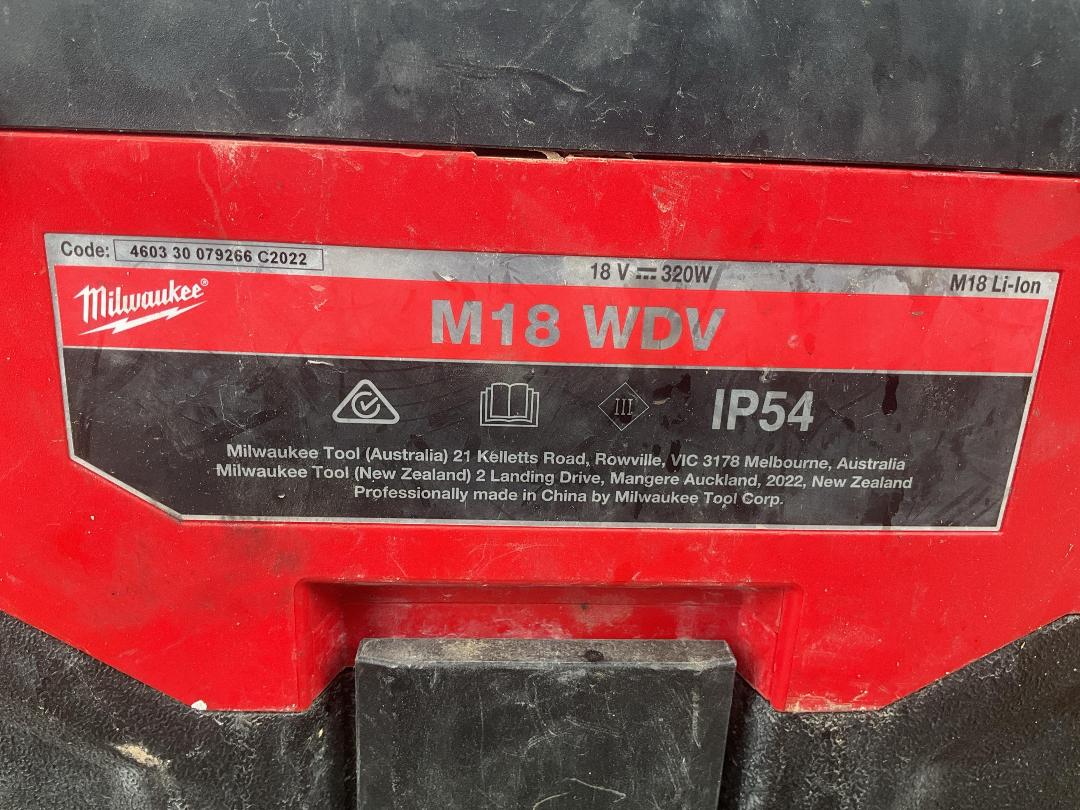 Code: 4603 30 079266 C2022
18 V ⎓ 320W
M18 Li-Ion
Milwaukee®
M18 WDV
III
IP54
Milwaukee Tool (Australia) 21 Kelletts Road, Rowville, VIC 3178 Melbourne, Australia
Milwaukee Tool (New Zealand) 2 Landing Drive, Mangere Auckland, 2022, New Zealand
Professionally made in China by Milwaukee Tool Corp.